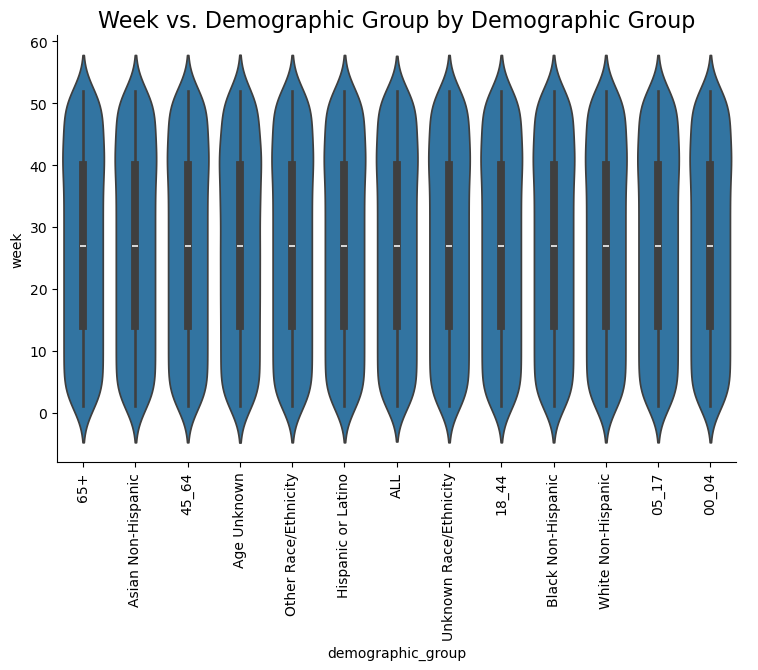 Week vs. Demographic Group by Demographic Group
60
50
40
30
20
10
0
week
65+
Asian Non-Hispanic
45_64
Age Unknown
Other Race/Ethnicity
Hispanic or Latino
ALL
Unknown Race/Ethnicity
18_44
Black Non-Hispanic
White Non-Hispanic
05_17
00_04
demographic_group